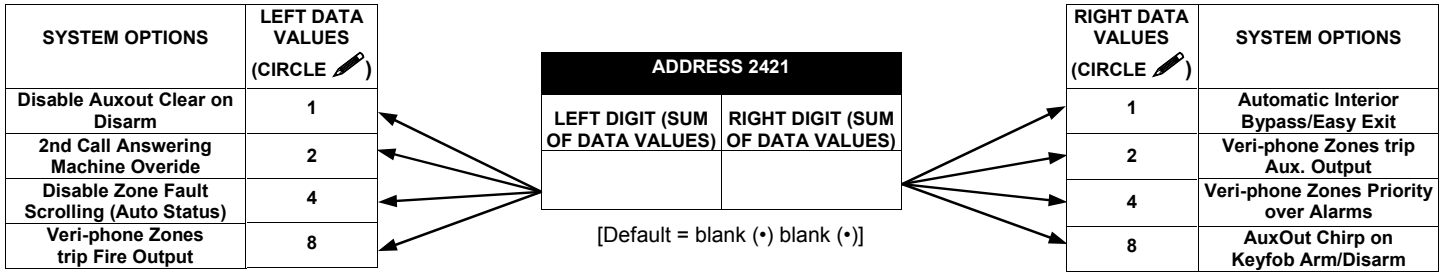 SYSTEM OPTIONS
LEFT DATA
VALUES
(CIRCLE )
Disable Auxout Clear on
Disarm
1
2nd Call Answering
Machine Overide
2
Disable Zone Fault
Scrolling (Auto Status)
4
Veri-phone Zones
trip Fire Output
8
ADDRESS 2421
LEFT DIGIT (SUM
OF DATA VALUES)
RIGHT DIGIT (SUM
OF DATA VALUES)
[Default = blank (•) blank (•)]
RIGHT DATA
VALUES
(CIRCLE )
SYSTEM OPTIONS
1
Automatic Interior
Bypass/Easy Exit
2
Veri-phone Zones trip
Aux. Output
4
Veri-phone Zones Priority
over Alarms
8
AuxOut Chirp on
Keyfob Arm/Disarm